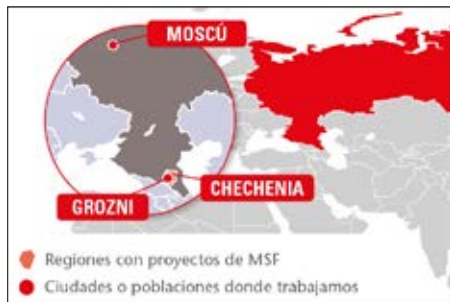 MOSCÚ
CHECHENIA
GROZNI
Regiones con proyectos de MSF
Ciudades o poblaciones donde trabajamos